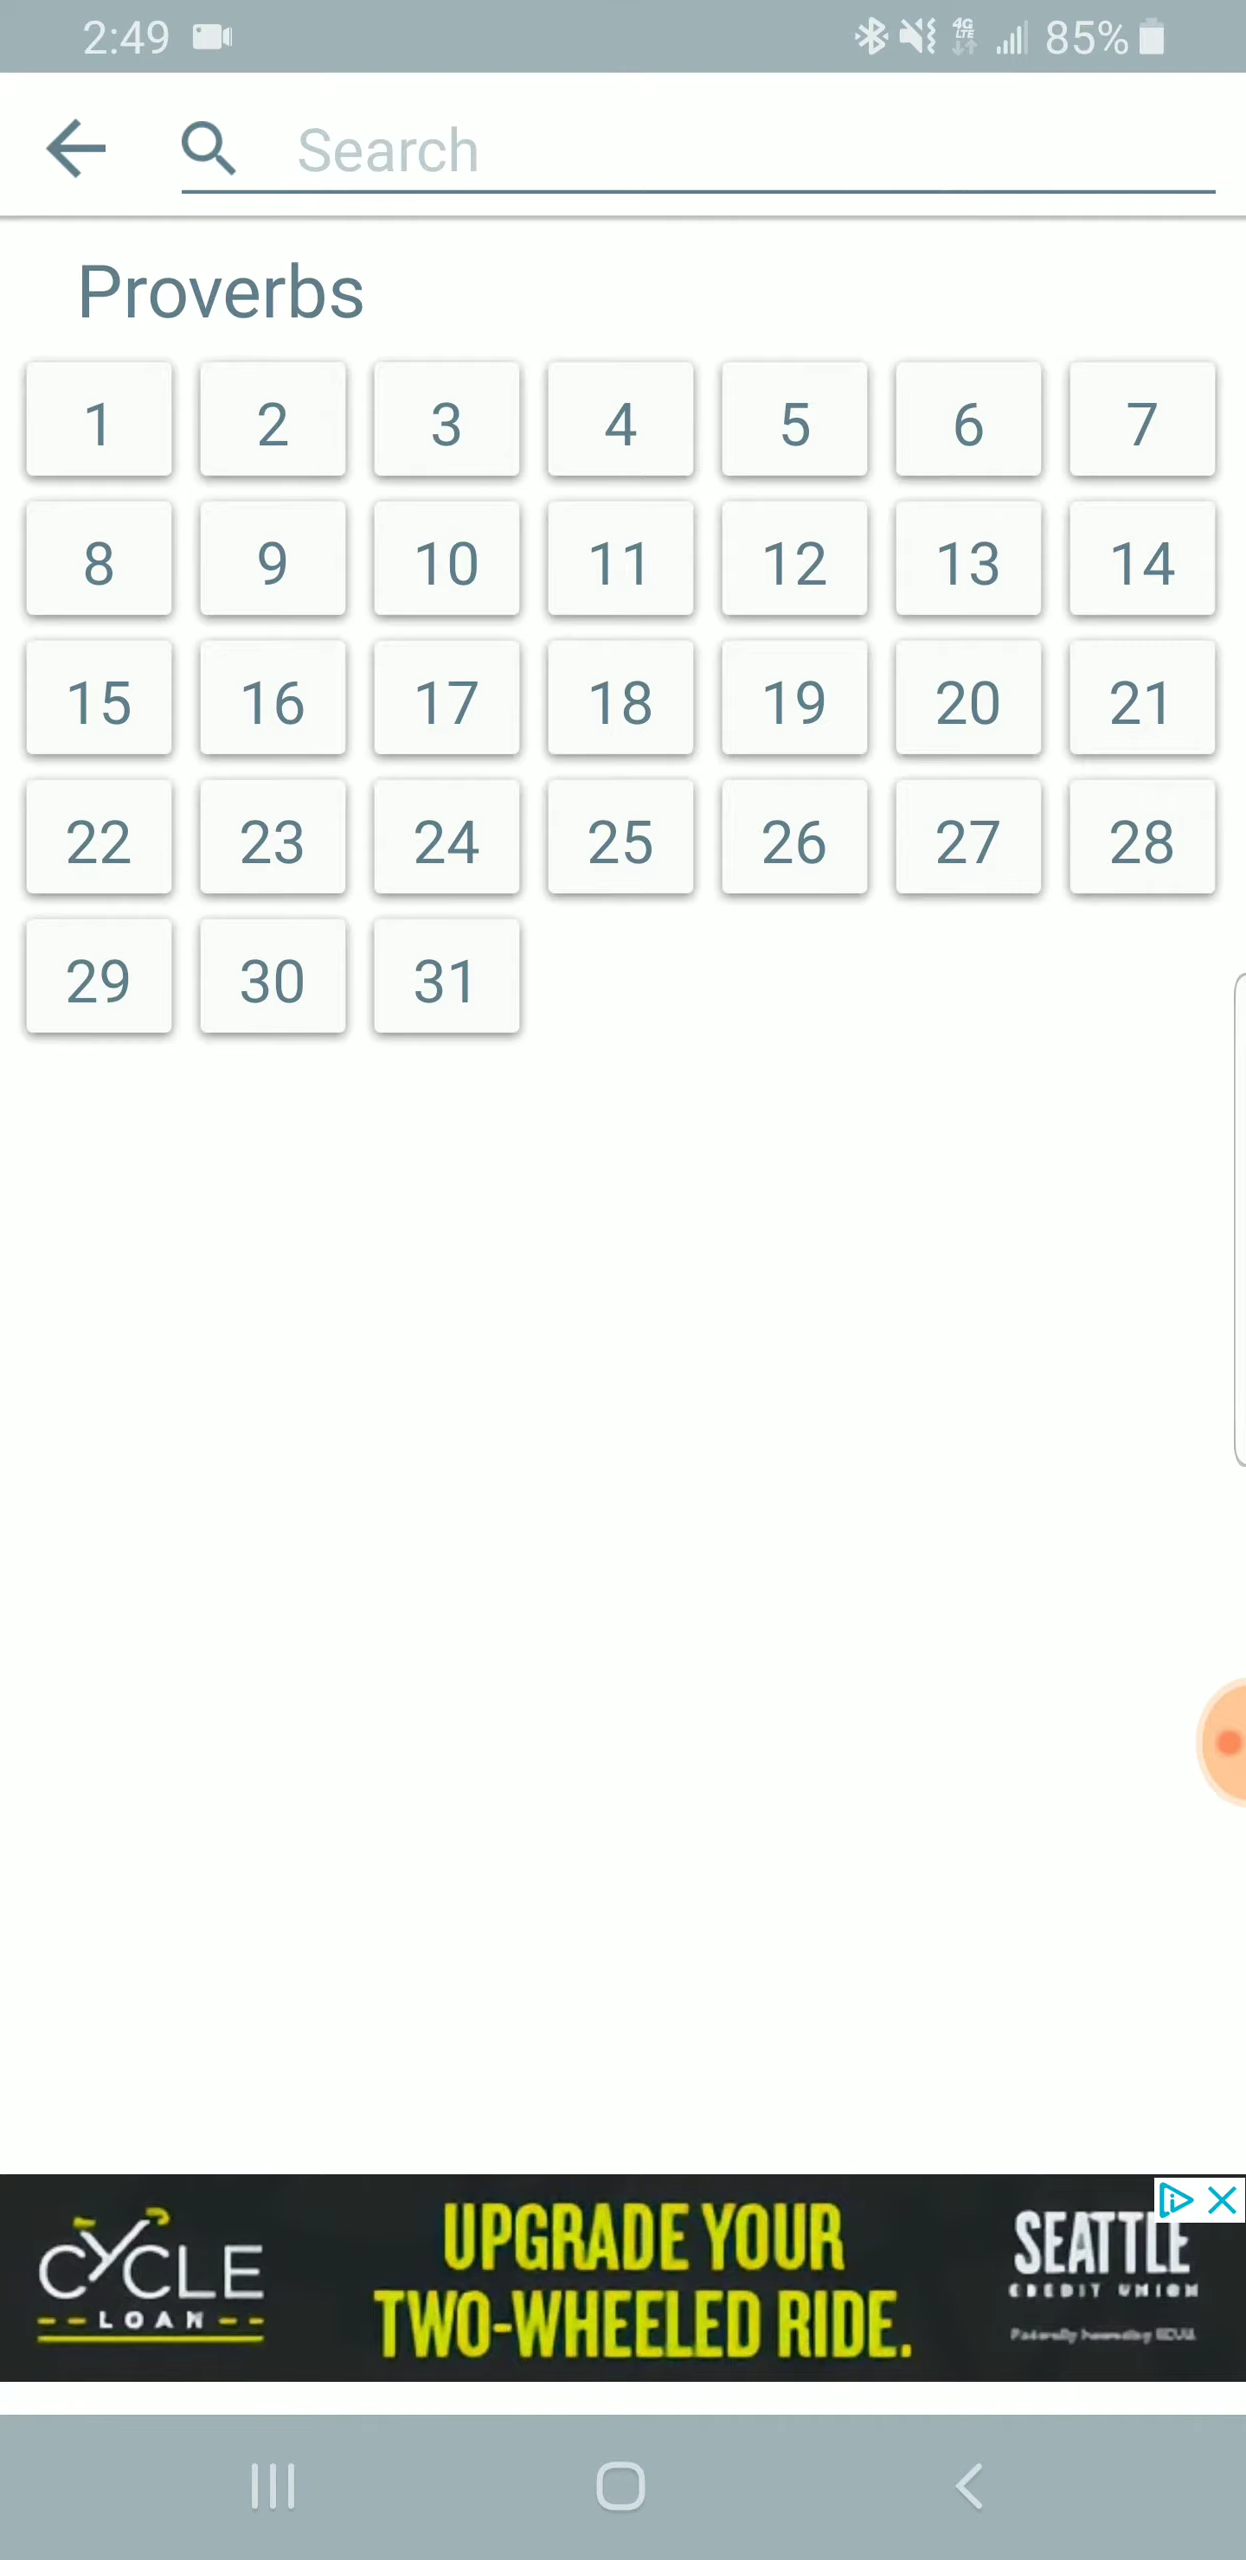 2:49 4G LTE 85%
Search
Proverbs
1 2 3 4 5 6 7
8 9 10 11 12 13 14
15 16 17 18 19 20 21
22 23 24 25 26 27 28
29 30 31
CYCLE
LOAN
UPGRADE YOUR
TWO-WHEELED RIDE.
SEATTLE
CREDIT UNION